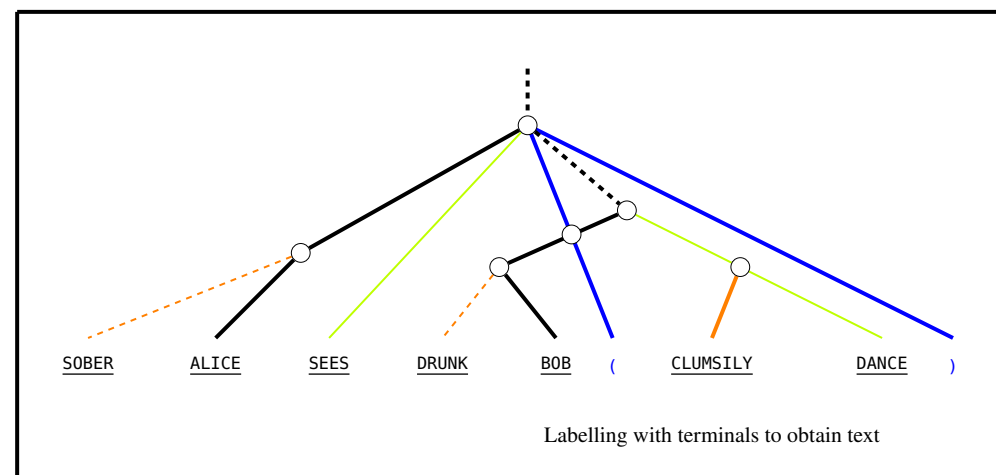 SOBER ALICE SEES DRUNK BOB ( CLUMSILY DANCE )
Labelling with terminals to obtain text